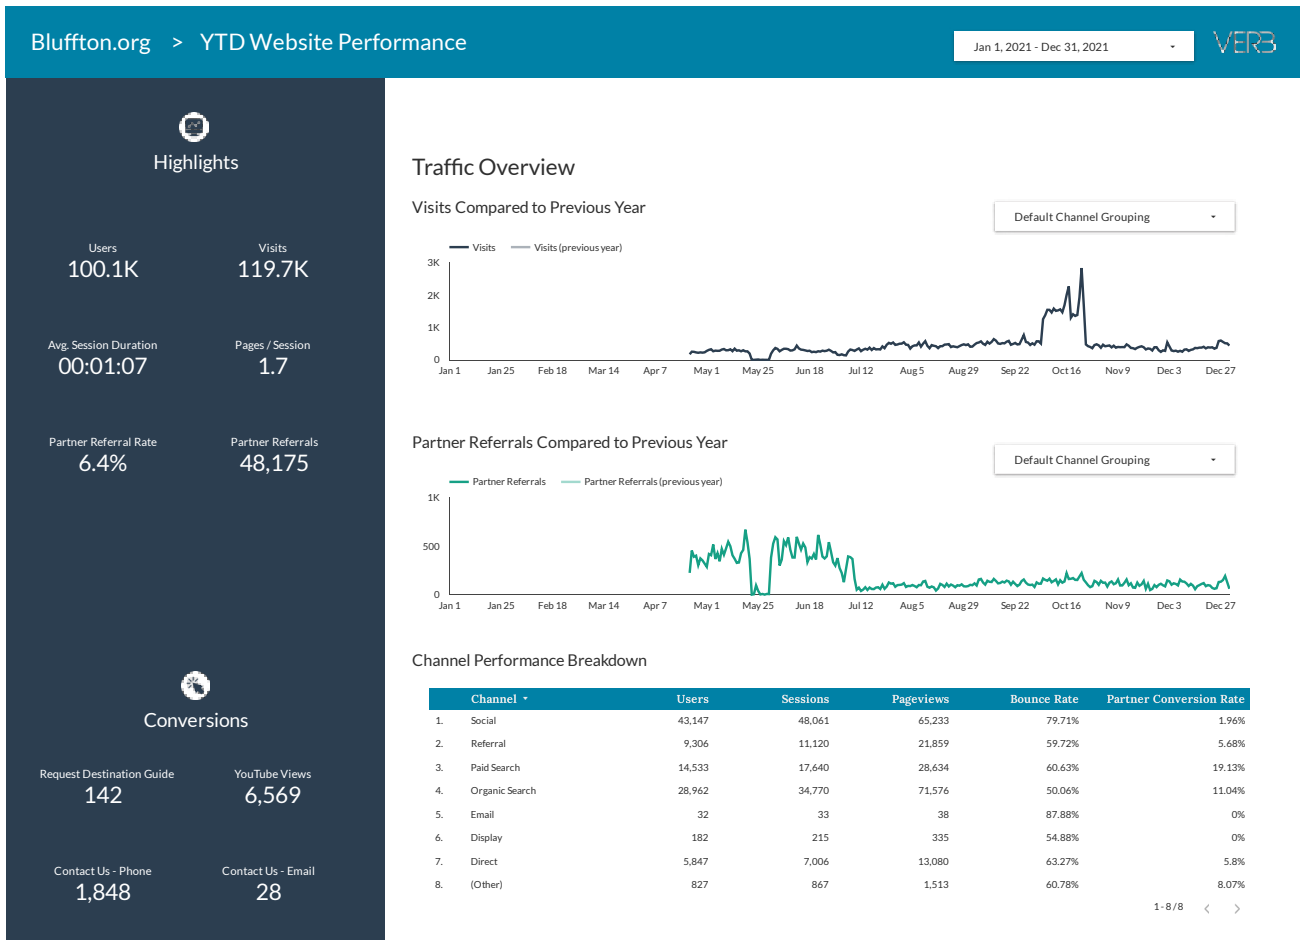 Bluffton.org > YTD Website Performance
Jan 1, 2021 - Dec 31, 2021
VERB
Highlights
Users Visits
100.1K 119.7K
Avg. Session Duration Pages / Session
00:01:07 1.7
Partner Referral Rate Partner Referrals
6.4% 48,175
Conversions
Request Destination Guide YouTube Views
142 6,569
Contact Us - Phone Contact Us - Email
1,848 28
Traffic Overview
Visits Compared to Previous Year
Default Channel Grouping
Visits Visits (previous year)
3K
2K
1K
0
Jan 1 Jan 25 Feb 18 Mar 14 Apr 7 May 1 May 25 Jun 18 Jul 12 Aug 5 Aug 29 Sep 22 Oct 16 Nov 9 Dec 3 Dec 27
Partner Referrals Compared to Previous Year
Default Channel Grouping
Partner Referrals Partner Referrals (previous year)
1K
500
0
Jan 1 Jan 25 Feb 18 Mar 14 Apr 7 May 1 May 25 Jun 18 Jul 12 Aug 5 Aug 29 Sep 22 Oct 16 Nov 9 Dec 3 Dec 27
Channel Performance Breakdown
Channel Users Sessions Pageviews Bounce Rate Partner Conversion Rate
1. Social 43,147 48,061 65,233 79.71% 1.96%
2. Referral 9,306 11,120 21,859 59.72% 5.68%
3. Paid Search 14,533 17,640 28,634 60.63% 19.13%
4. Organic Search 28,962 34,770 71,576 50.06% 11.04%
5. Email 32 33 38 87.88% 0%
6. Display 182 215 335 54.88% 0%
7. Direct 5,847 7,006 13,080 63.27% 5.8%
8. (Other) 827 867 1,513 60.78% 8.07%
1 - 8 / 8 < >